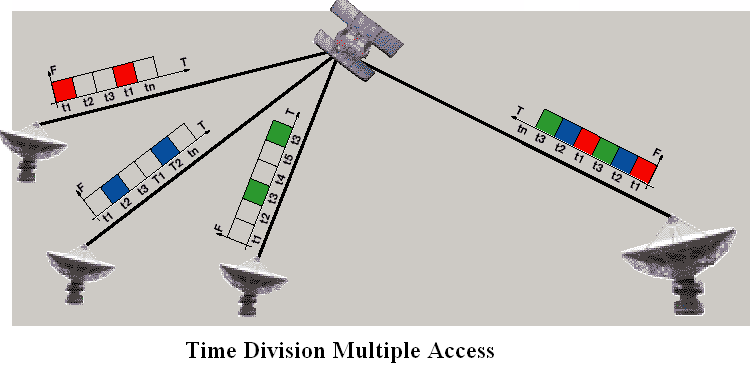 F T
t1 t2 t3 t1 tn
F T
t1 t2 t3 T1 T2 tn
F T
t1 t2 t3 t4 t5 t3
T F
tn t3 t2 t1 t3 t2 t1
Time Division Multiple Access